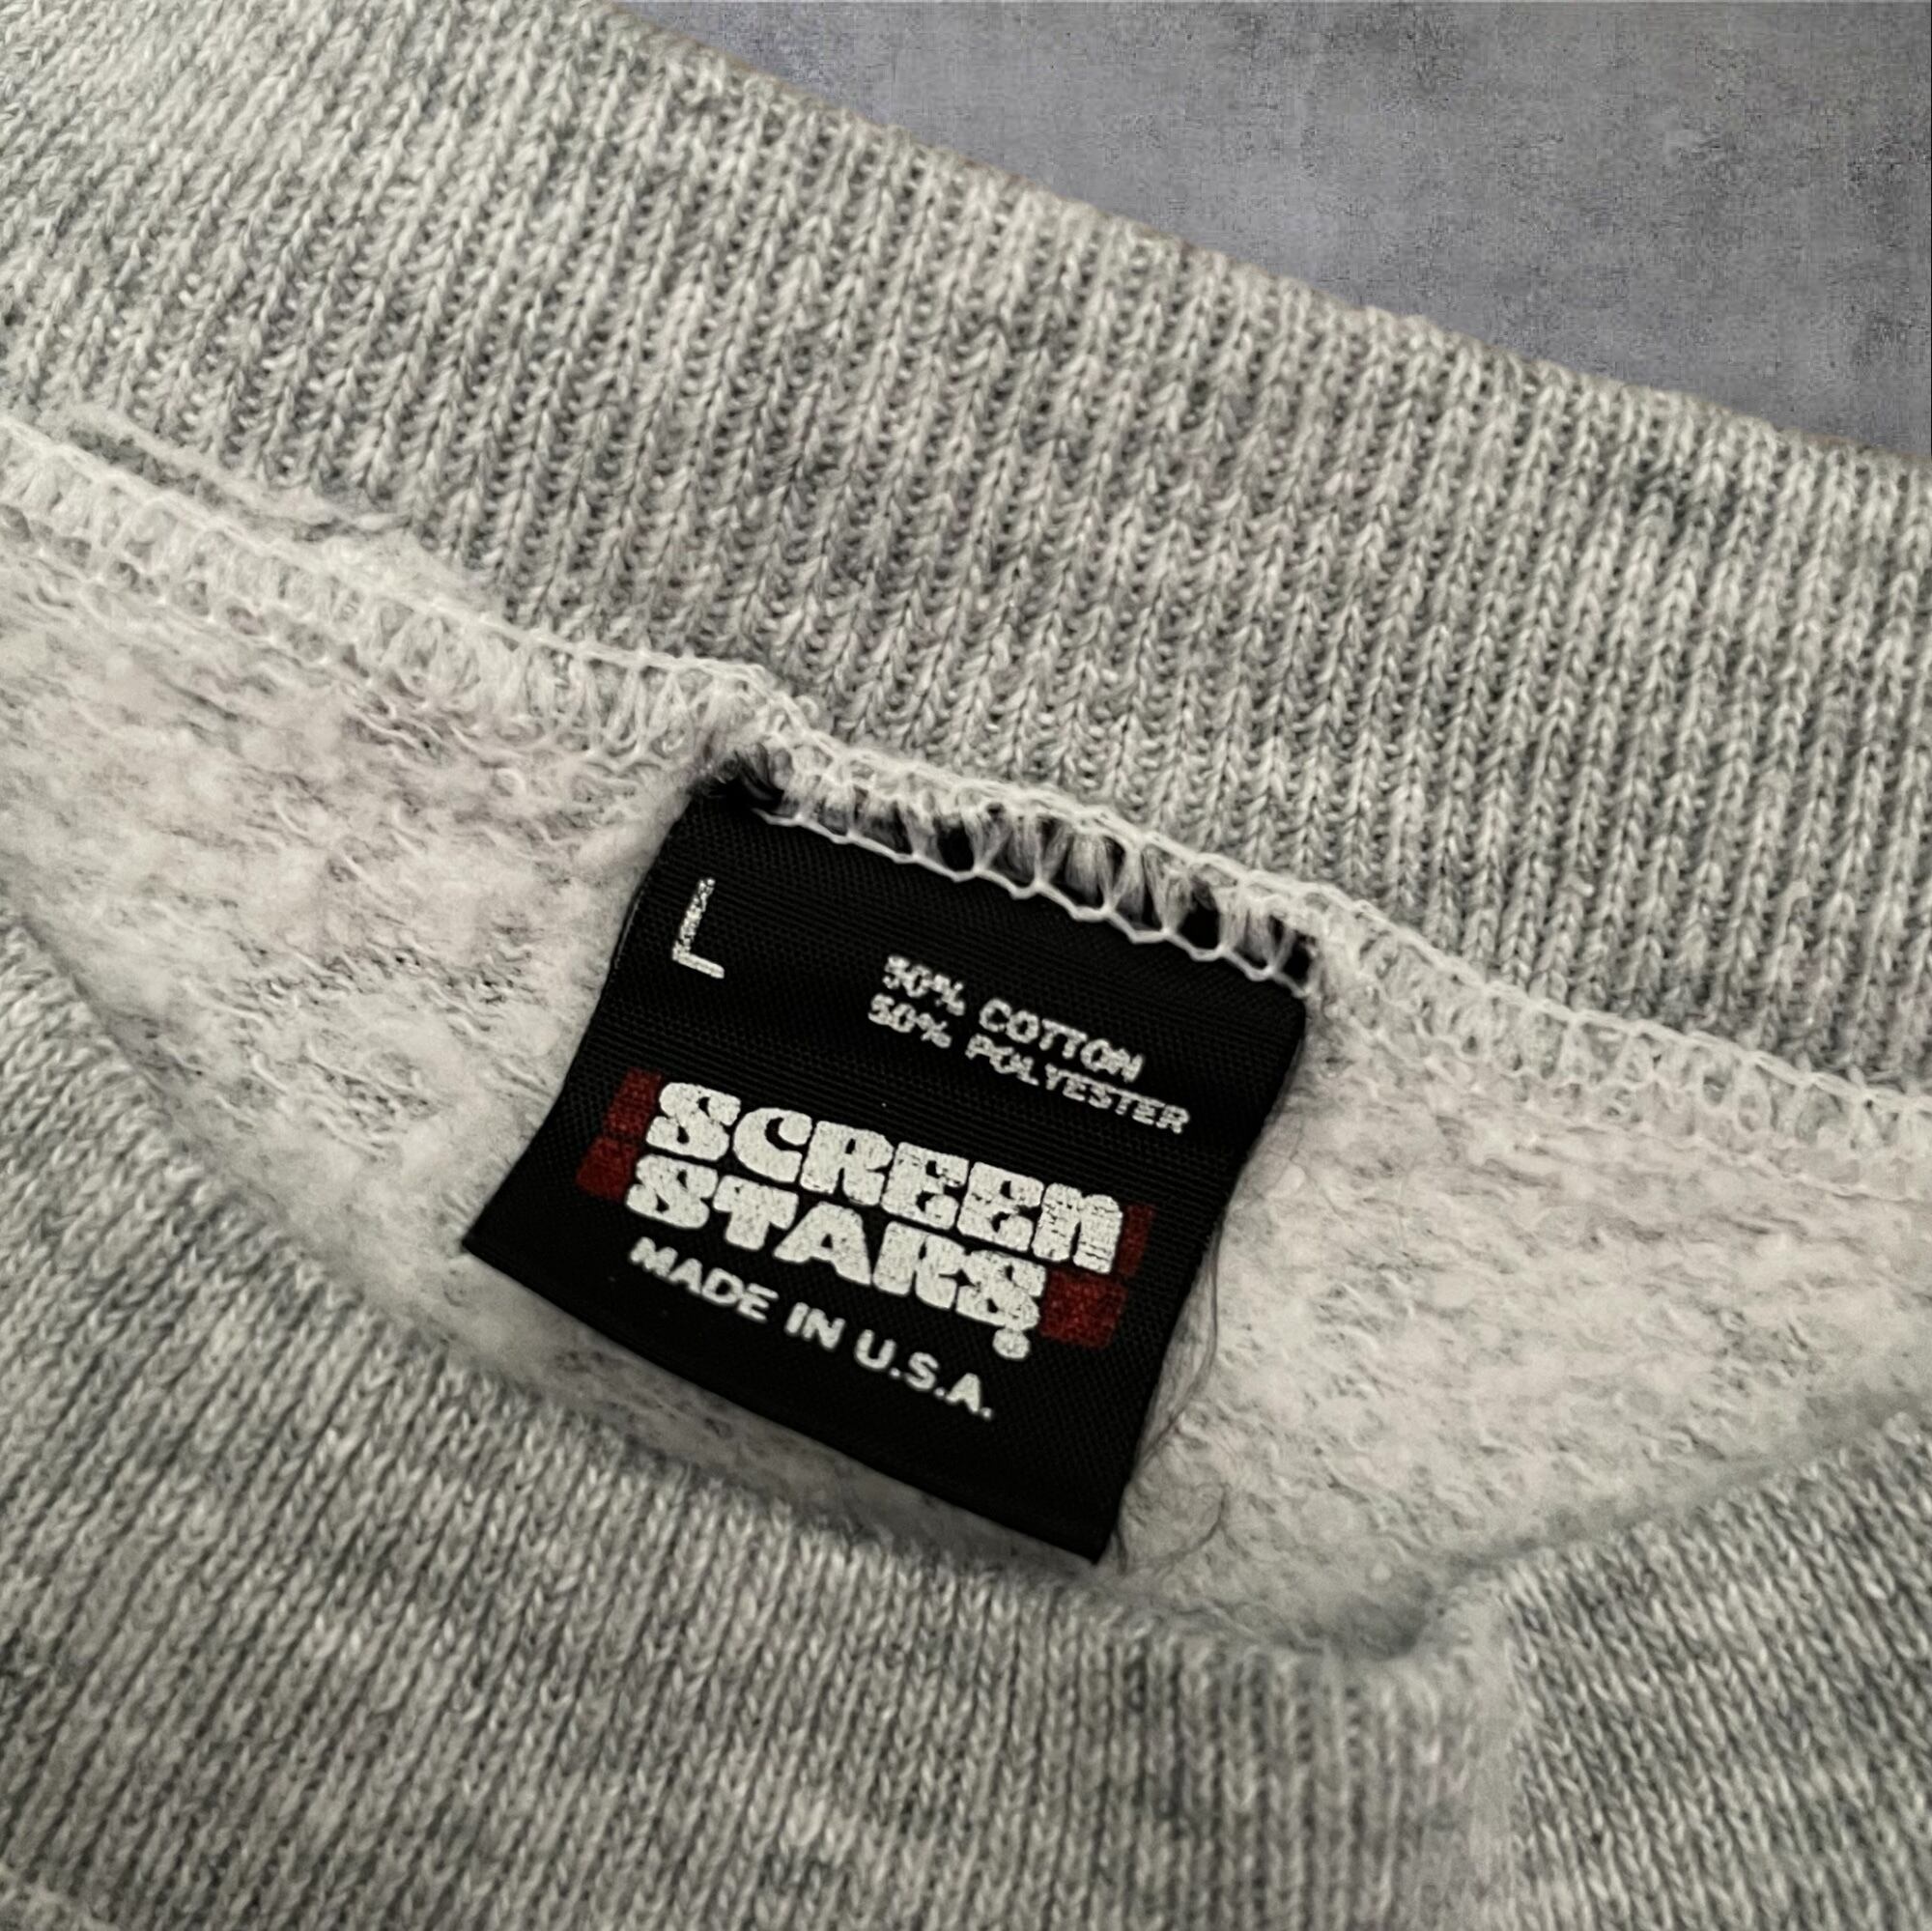 L
50% COTTON
50% POLYESTER
SCREEN
STARS
MADE IN U.S.A.